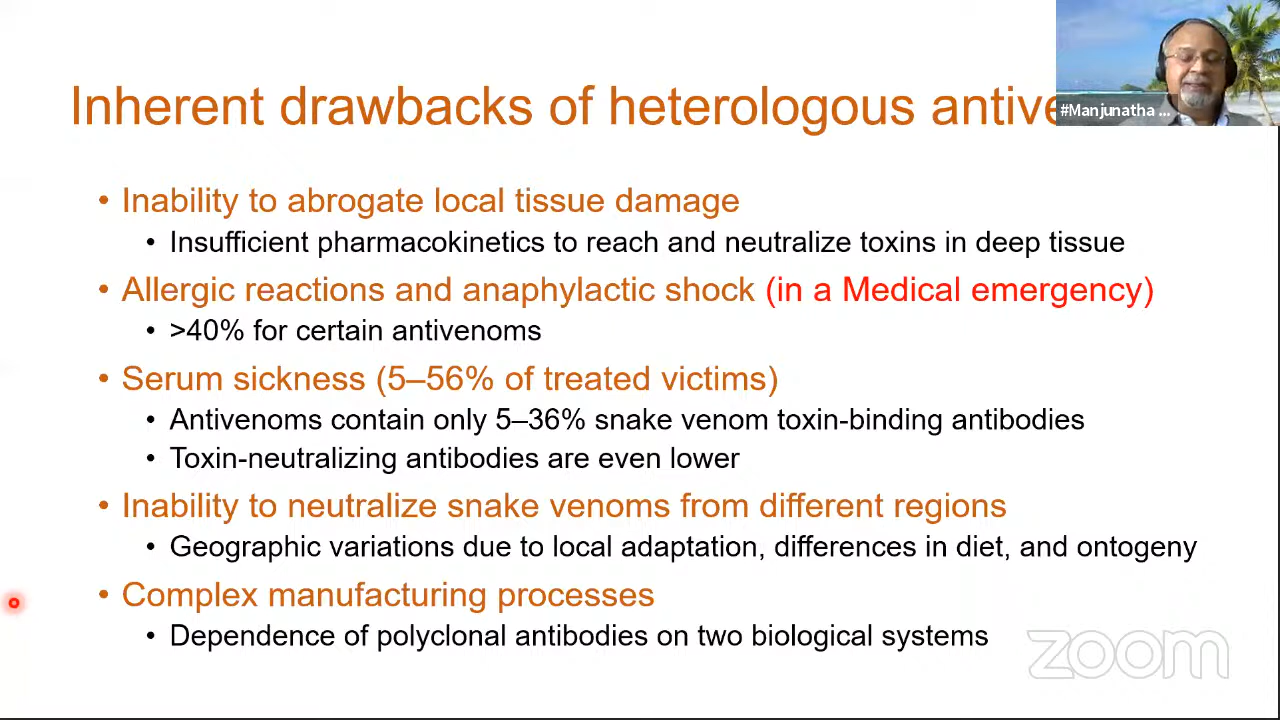 Inherent drawbacks of heterologous antive
#Manjunatha ...
• Inability to abrogate local tissue damage
• Insufficient pharmacokinetics to reach and neutralize toxins in deep tissue
• Allergic reactions and anaphylactic shock (in a Medical emergency)
• >40% for certain antivenoms
• Serum sickness (5–56% of treated victims)
• Antivenoms contain only 5–36% snake venom toxin-binding antibodies
• Toxin-neutralizing antibodies are even lower
• Inability to neutralize snake venoms from different regions
• Geographic variations due to local adaptation, differences in diet, and ontogeny
• Complex manufacturing processes
• Dependence of polyclonal antibodies on two biological systems
zoom